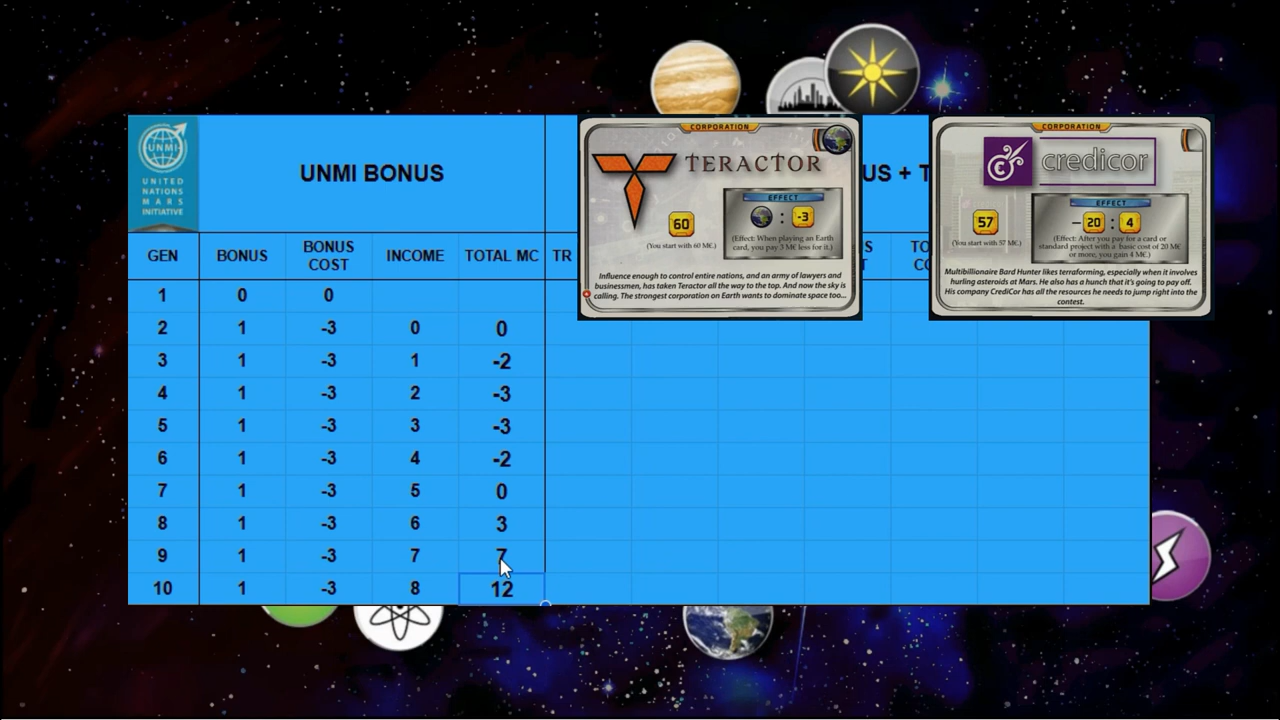 UNMI
UNITED
NATIONS
MARS
INITIATIVE
UNMI BONUS
US + T
GEN BONUS BONUS COST INCOME TOTAL MC TR
1 0 0
2 1 -3 0 0
3 1 -3 1 -2
4 1 -3 2 -3
5 1 -3 3 -3
6 1 -3 4 -2
7 1 -3 5 0
8 1 -3 6 3
9 1 -3 7 7
10 1 -3 8 12
CORPORATION
TERACTOR
60
(You start with 60 M€.)
EFFECT
: -3
(Effect: When playing an Earth
card, you pay 3 M€ less for it.)
Influence enough to control entire nations, and an army of lawyers and
businessmen, has taken Teractor all the way to the top. And now the sky is
calling. The strongest corporation on Earth wants to dominate space too...
CORPORATION
credicor
57
(You start with 57 M€.)
EFFECT
- 20 : 4
(Effect: After you pay for a card or
standard project with a basic cost of 20 M€
or more, you gain 4 M€.)
Multibillionaire Bard Hunter likes terraforming, especially when it involves
hurling asteroids at Mars. He also has a hunch that it's going to pay off.
His company CrediCor has all the resources he needs to jump right into the
contest.